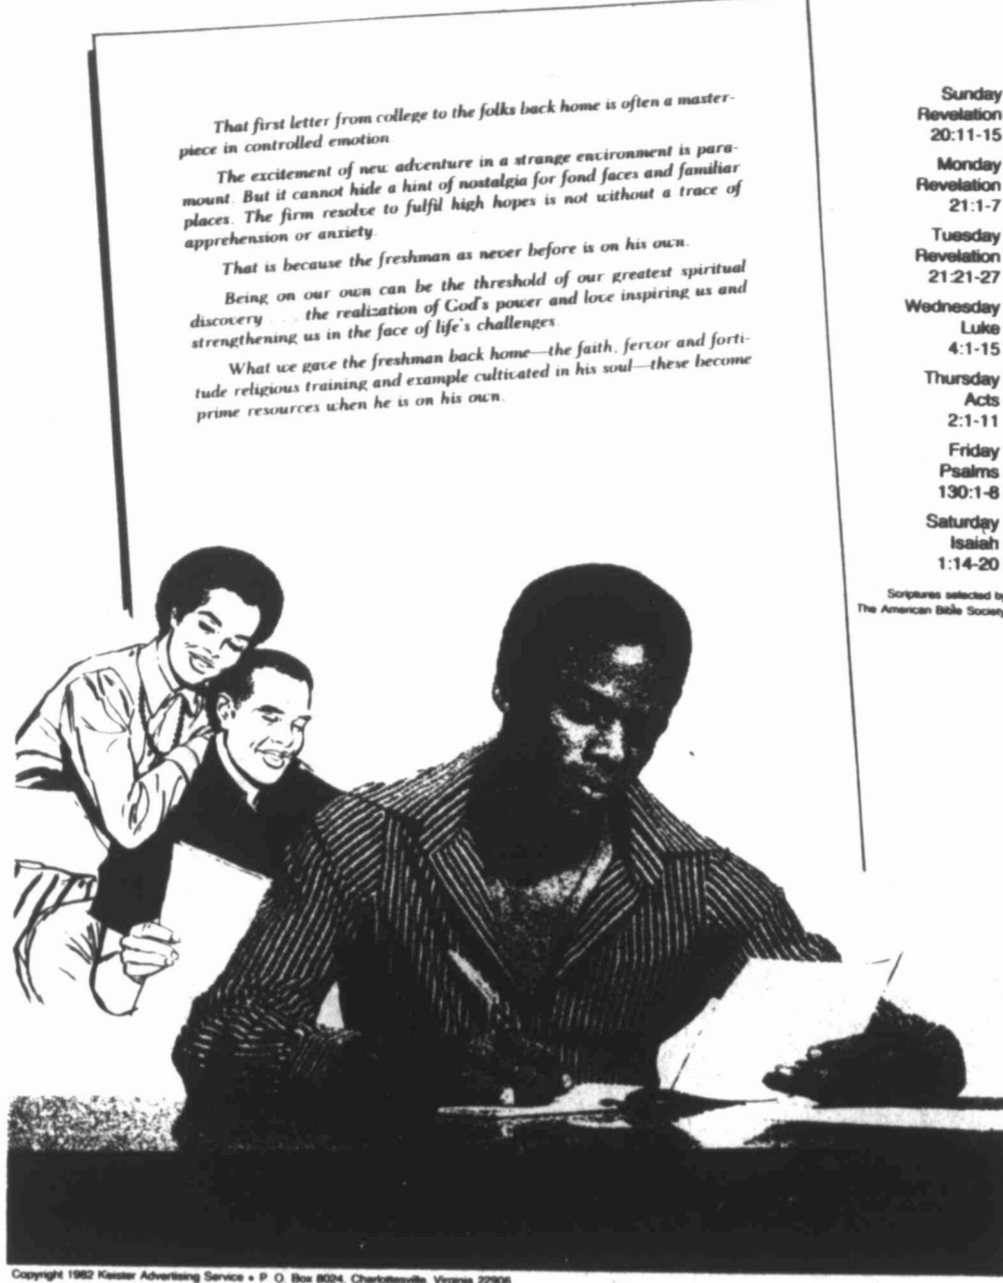 That first letter from college to the folks back home is often a master-
piece in controlled emotion.
The excitement of new adventure in a strange environment is para-
mount. But it cannot hide a hint of nostalgia for fond faces and familiar
places. The firm resolve to fulfil high hopes is not without a trace of
apprehension or anxiety.
That is because the freshman as never before is on his own.
Being on our own can be the threshold of our greatest spiritual
discovery . . . the realization of God's power and love inspiring us and
strengthening us in the face of life's challenges.
What we gave the freshman back home—the faith, fervor and forti-
tude religious training and example cultivated in his soul—these become
prime resources when he is on his own.
Sunday
Revelation
20:11-15
Monday
Revelation
21:1-7
Tuesday
Revelation
21:21-27
Wednesday
Luke
4:1-15
Thursday
Acts
2:1-11
Friday
Psalms
130:1-8
Saturday
Isaiah
1:14-20
Scriptures selected by
The American Bible Society
Copyright 1982 Keister Advertising Service • P. O. Box 8024, Charlottesville, Virginia 22906